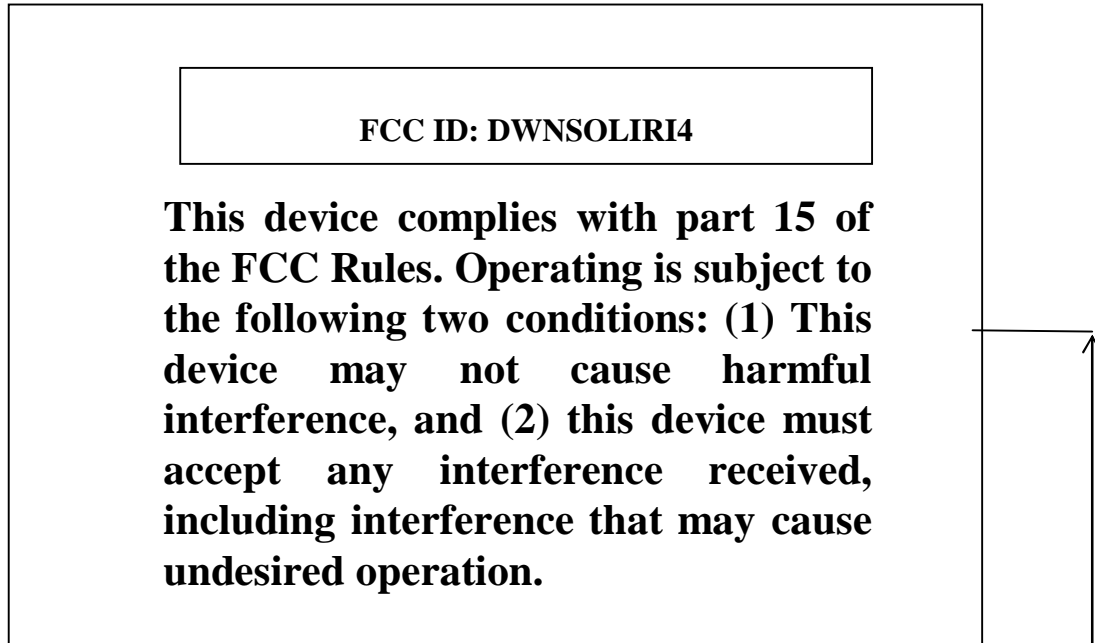 FCC ID: DWNSOLIRI4
This device complies with part 15 of
the FCC Rules. Operating is subject to
the following two conditions: (1) This
device may not cause harmful
interference, and (2) this device must
accept any interference received,
including interference that may cause
undesired operation.